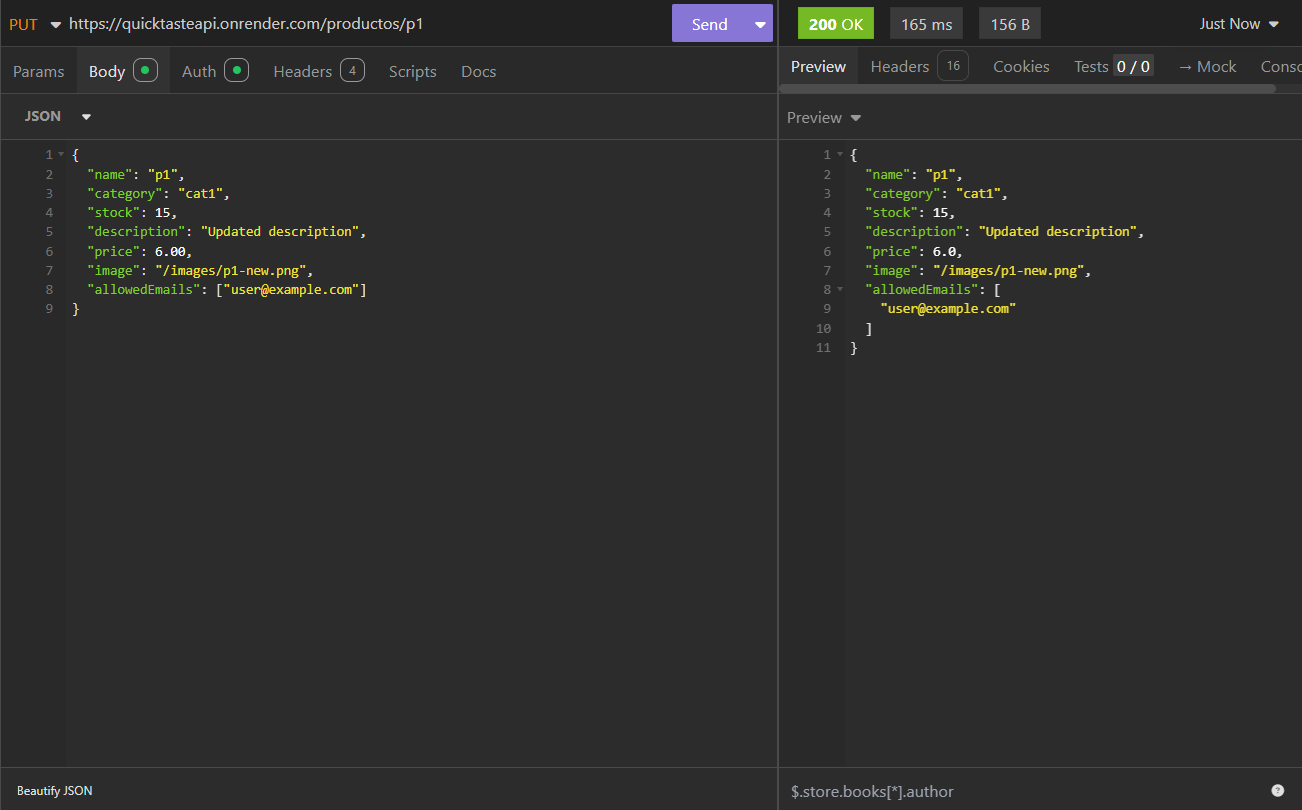 PUT https://quicktasteapi.onrender.com/productos/p1 Send
Params Body Auth Headers 4 Scripts Docs
JSON
1 {
2 "name": "p1",
3 "category": "cat1",
4 "stock": 15,
5 "description": "Updated description",
6 "price": 6.00,
7 "image": "/images/p1-new.png",
8 "allowedEmails": ["user@example.com"]
9 }
Beautify JSON
200 OK 165 ms 156 B Just Now
Preview Headers 16 Cookies Tests 0 / 0 → Mock Consc
Preview
1 {
2 "name": "p1",
3 "category": "cat1",
4 "stock": 15,
5 "description": "Updated description",
6 "price": 6.0,
7 "image": "/images/p1-new.png",
8 "allowedEmails": [
9 "user@example.com"
10 ]
11 }
$.store.books[*].author ?